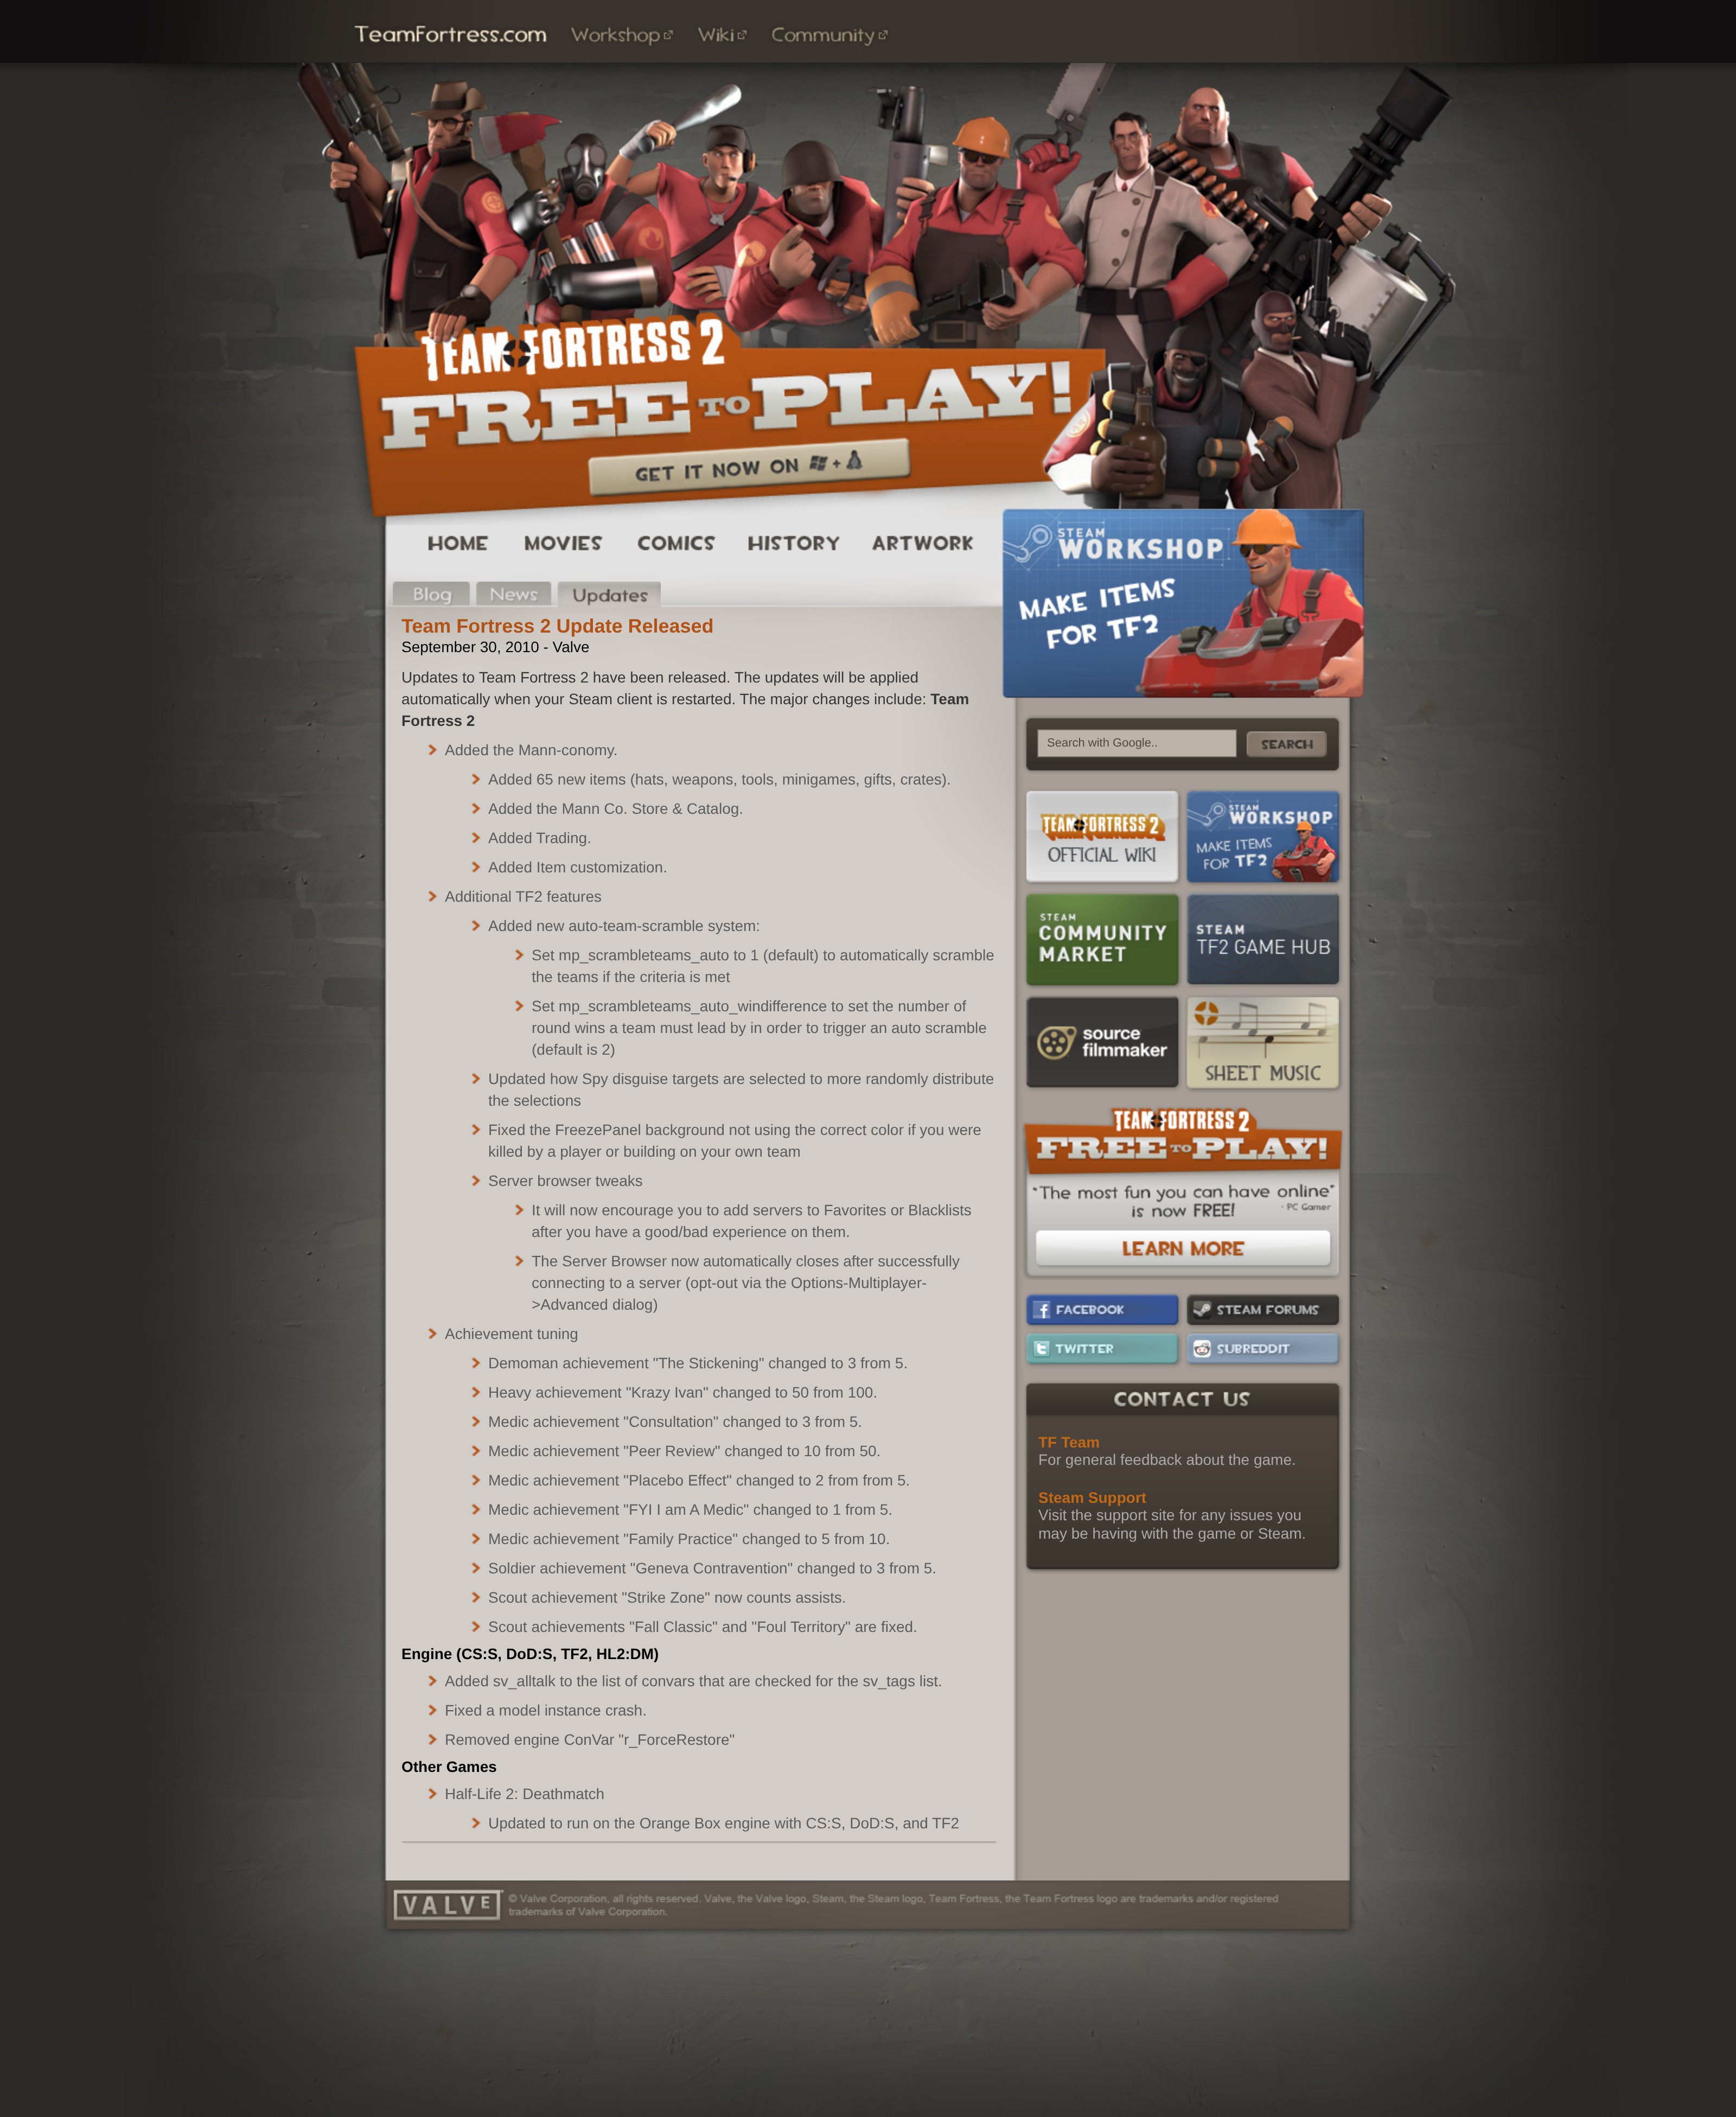 TeamFortress.com Workshop Wiki Community
TEAM FORTRESS 2
FREE TO PLAY!
GET IT NOW ON +
HOME MOVIES COMICS HISTORY ARTWORK
STEAM
WORKSHOP
MAKE ITEMS
FOR TF2
Blog News Updates
Team Fortress 2 Update Released
September 30, 2010 - Valve
Updates to Team Fortress 2 have been released. The updates will be applied
automatically when your Steam client is restarted. The major changes include: Team
Fortress 2
Added the Mann-conomy.
Added 65 new items (hats, weapons, tools, minigames, gifts, crates).
Added the Mann Co. Store & Catalog.
Added Trading.
Added Item customization.
Additional TF2 features
Added new auto-team-scramble system:
Set mp_scrambleteams_auto to 1 (default) to automatically scramble
the teams if the criteria is met
Set mp_scrambleteams_auto_windifference to set the number of
round wins a team must lead by in order to trigger an auto scramble
(default is 2)
Updated how Spy disguise targets are selected to more randomly distribute
the selections
Fixed the FreezePanel background not using the correct color if you were
killed by a player or building on your own team
Server browser tweaks
It will now encourage you to add servers to Favorites or Blacklists
after you have a good/bad experience on them.
The Server Browser now automatically closes after successfully
connecting to a server (opt-out via the Options-Multiplayer-
>Advanced dialog)
Achievement tuning
Demoman achievement "The Stickening" changed to 3 from 5.
Heavy achievement "Krazy Ivan" changed to 50 from 100.
Medic achievement "Consultation" changed to 3 from 5.
Medic achievement "Peer Review" changed to 10 from 50.
Medic achievement "Placebo Effect" changed to 2 from from 5.
Medic achievement "FYI I am A Medic" changed to 1 from 5.
Medic achievement "Family Practice" changed to 5 from 10.
Soldier achievement "Geneva Contravention" changed to 3 from 5.
Scout achievement "Strike Zone" now counts assists.
Scout achievements "Fall Classic" and "Foul Territory" are fixed.
Engine (CS:S, DoD:S, TF2, HL2:DM)
Added sv_alltalk to the list of convars that are checked for the sv_tags list.
Fixed a model instance crash.
Removed engine ConVar "r_ForceRestore"
Other Games
Half-Life 2: Deathmatch
Updated to run on the Orange Box engine with CS:S, DoD:S, and TF2
Search with Google.. SEARCH
TEAM FORTRESS 2
OFFICIAL WIKI
STEAM
WORKSHOP
MAKE ITEMS
FOR TF2
STEAM
COMMUNITY
MARKET
STEAM
TF2 GAME HUB
source
filmmaker
SHEET MUSIC
TEAM FORTRESS 2
FREE TO PLAY!
"The most fun you can have online"
is now FREE! - PC Gamer
LEARN MORE
FACEBOOK STEAM FORUMS
TWITTER SUBREDDIT
CONTACT US
TF Team
For general feedback about the game.
Steam Support
Visit the support site for any issues you
may be having with the game or Steam.
VALVE
© Valve Corporation, all rights reserved. Valve, the Valve logo, Steam, the Steam logo, Team Fortress, the Team Fortress logo are trademarks and/or registered
trademarks of Valve Corporation.